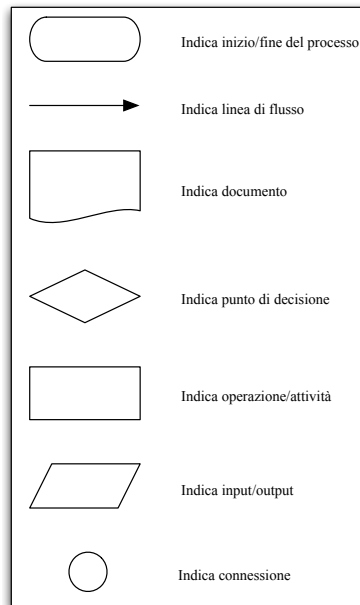 Indica inizio/fine del processo
Indica linea di flusso
Indica documento
Indica punto di decisione
Indica operazione/attività
Indica input/output
Indica connessione